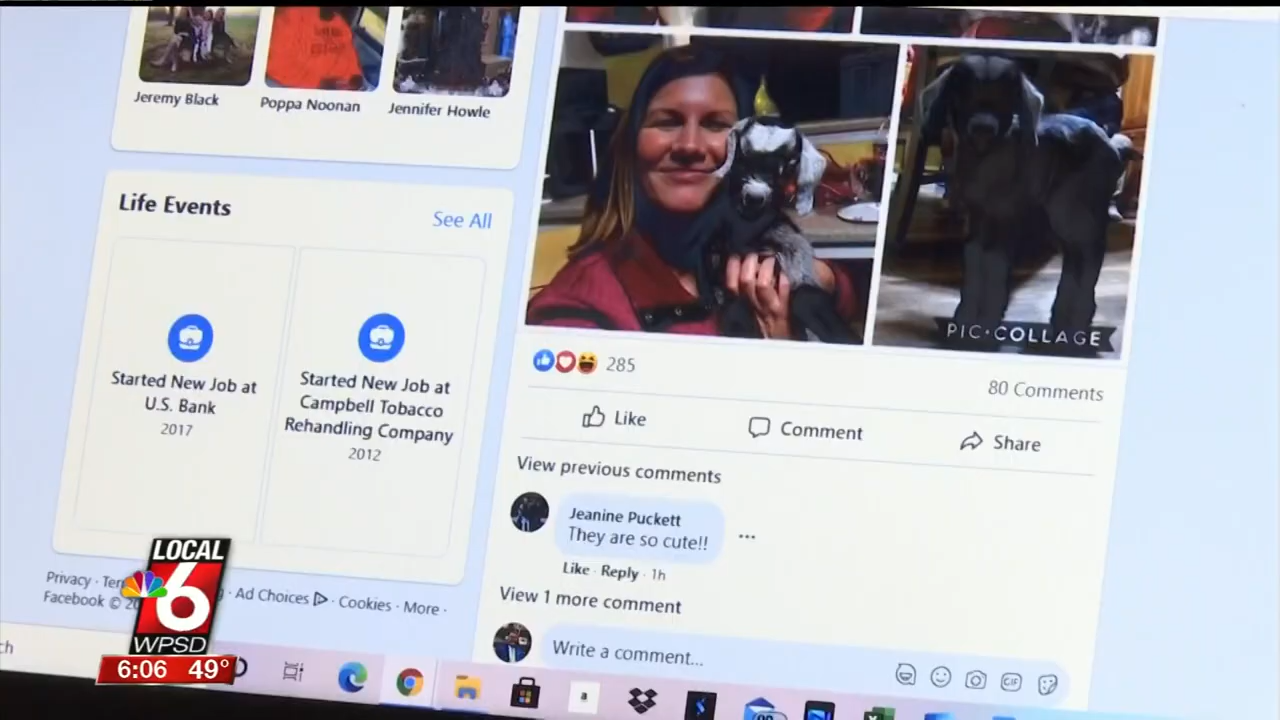 Jeremy Black
Poppa Noonan
Jennifer Howle
Life Events
See All
Started New Job at
U.S. Bank
2017
Started New Job at
Campbell Tobacco
Rehandling Company
2012
Privacy ·
Ad Choices · Cookies · More ·
Facebook ©
PIC·COLLAGE
285
80 Comments
Like
Comment
Share
View previous comments
Jeanine Puckett
They are so cute!!
Like · Reply · 1h
View 1 more comment
Write a comment...
GIF
LOCAL
6
WPSD
6:06 49°